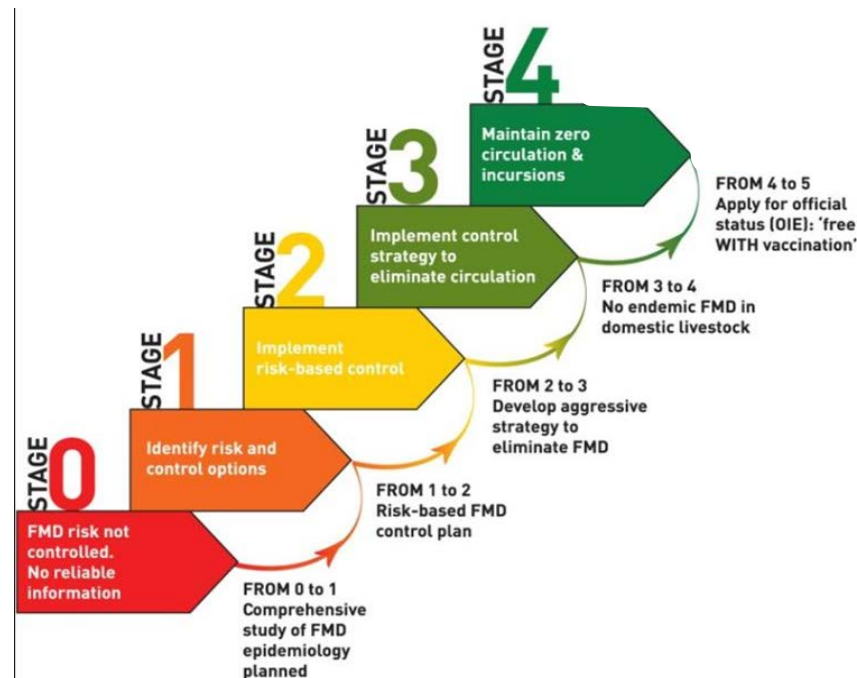 STAGE 4
Maintain zero
circulation &
incursions
FROM 4 to 5
Apply for official
status (OIE): ‘free
WITH vaccination’
STAGE 3
Implement control
strategy to
eliminate circulation
FROM 3 to 4
No endemic FMD in
domestic livestock
STAGE 2
Implement
risk-based control
FROM 2 to 3
Develop aggressive
strategy to
eliminate FMD
STAGE 1
Identify risk and
control options
FROM 1 to 2
Risk-based FMD
control plan
STAGE 0
FMD risk not
controlled.
No reliable
information
FROM 0 to 1
Comprehensive
study of FMD
epidemiology
planned